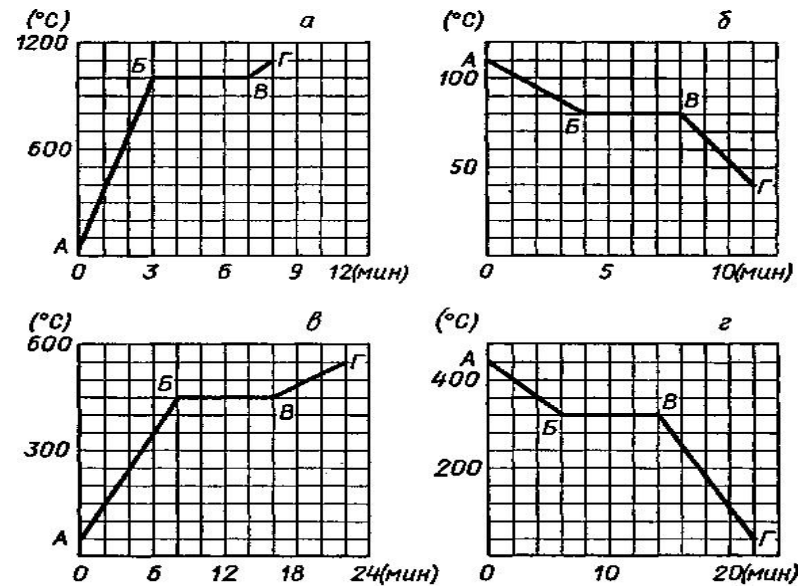 (°C) а
1200
Б Г
В
600
А
0 3 6 9 12(мин)
(°C) б
А
100
В
Б
50
Г
0 5 10(мин)
(°C) в
600
Г
Б
В
300
А
0 6 12 18 24(мин)
(°C) г
А
400
В
Б
200
Г
0 10 20(мин)